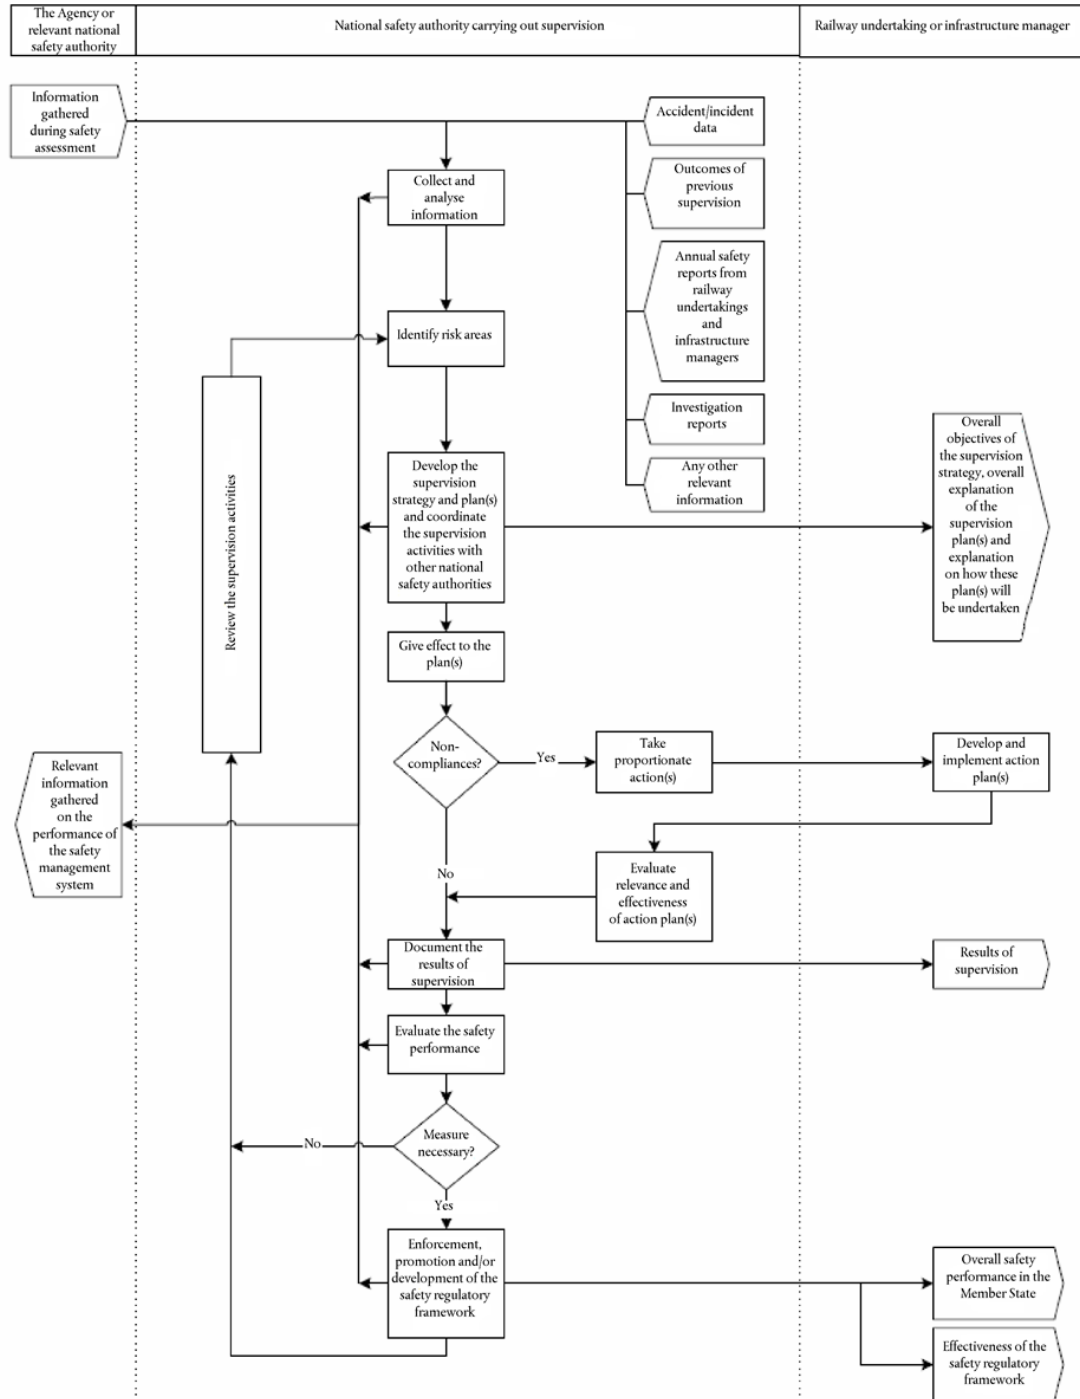 The Agency or
relevant national
safety authority
National safety authority carrying out supervision
Railway undertaking or infrastructure manager
Information
gathered
during safety
assessment
Accident/incident
data
Collect and
analyse
information
Outcomes of
previous
supervision
Annual safety
reports from
railway
undertakings
and
infrastructure
managers
Identify risk areas
Investigation
reports
Any other
relevant
information
Develop the
supervision
strategy and plan(s)
and coordinate
the supervision
activities with
other national
safety authorities
Overall
objectives of
the supervision
strategy, overall
explanation
of the
supervision
plan(s) and
explanation
on how these
plan(s) will
be undertaken
Review the supervision activities
Give effect to the
plan(s)
Non-
compliances?
Yes
Take
proportionate
action(s)
Develop and
implement action
plan(s)
Relevant
information
gathered
on the
performance of
the safety
management
system
No
Evaluate
relevance and
effectiveness
of action plan(s)
Document the
results of
supervision
Results of
supervision
Evaluate the safety
performance
Measure
necessary?
No
Yes
Enforcement,
promotion and/or
development of the
safety regulatory
framework
Overall safety
performance in the
Member State
Effectiveness of the
safety regulatory
framework